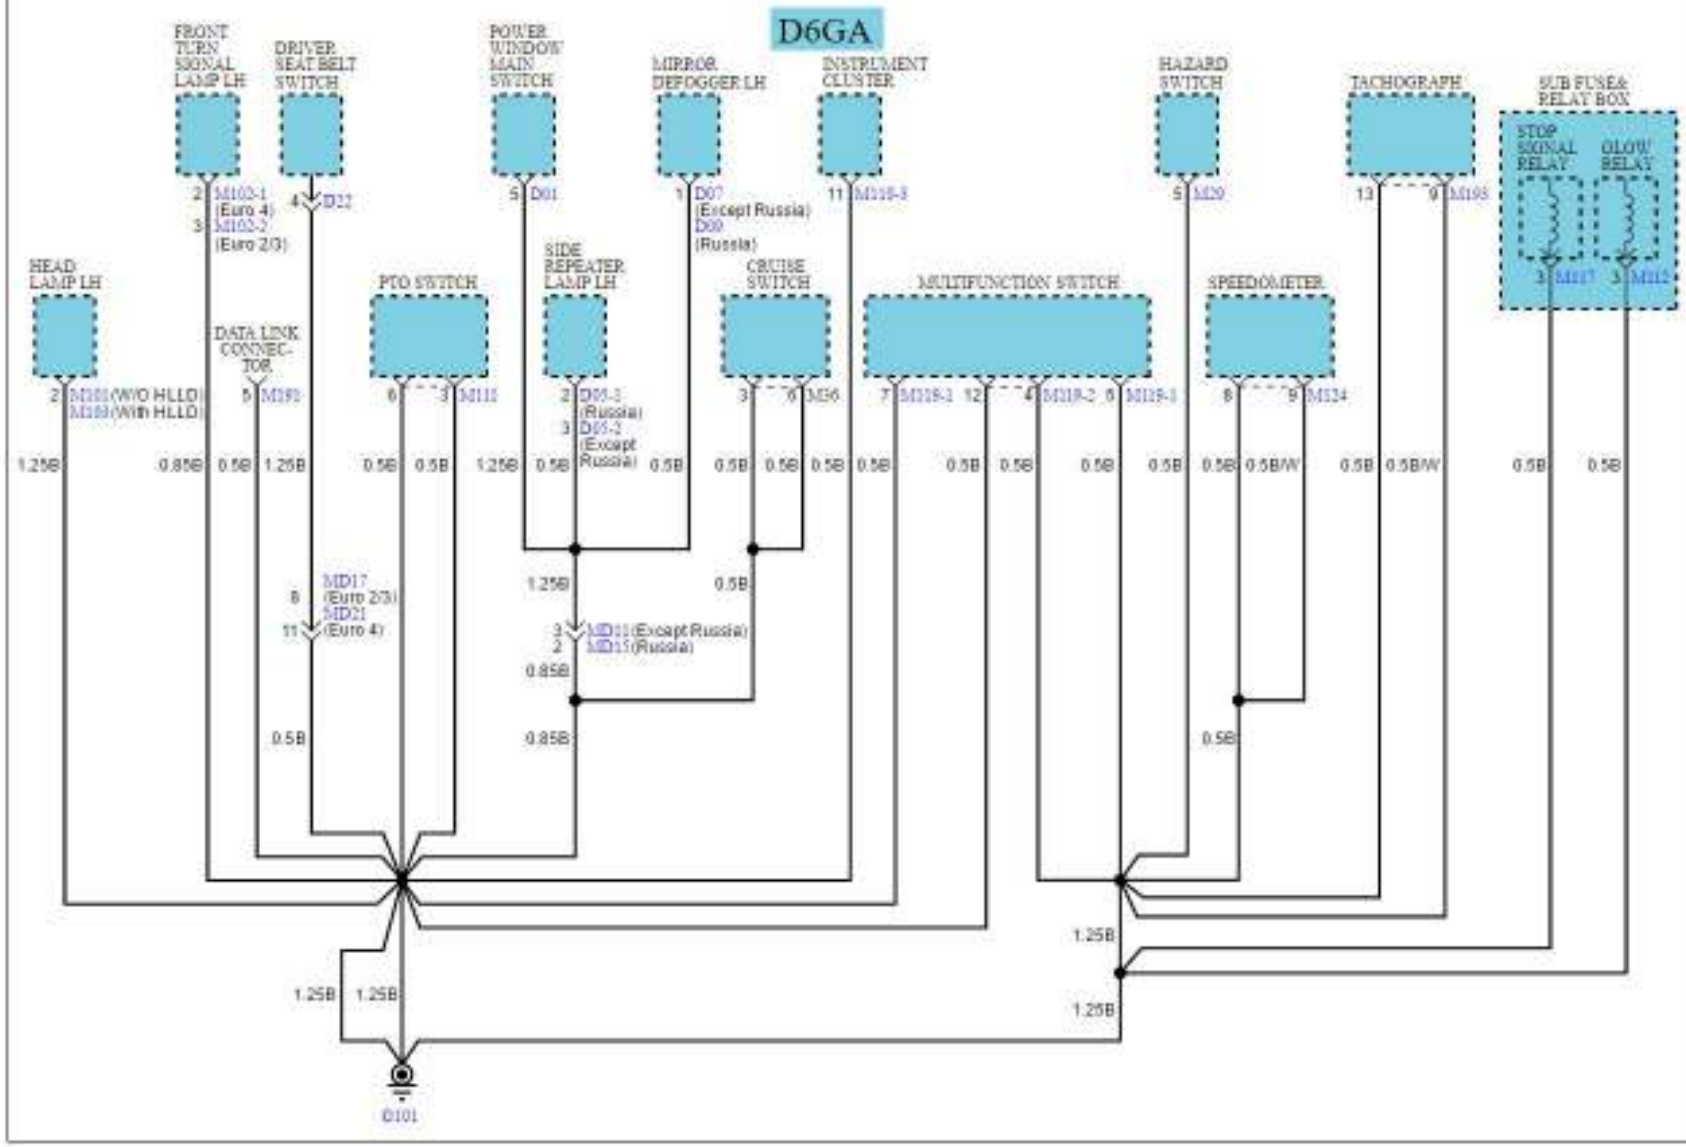 D6GA
FRONT
TURN
SIGNAL
LAMP LH
DRIVER
SEAT BELT
SWITCH
POWER
WINDOW
MAIN
SWITCH
MIRROR
DEFOGGER LH
INSTRUMENT
CLUSTER
HAZARD
SWITCH
TACHOGRAPH
SUB FUSE&
RELAY BOX
STOP
SIGNAL
RELAY
GLOW
RELAY
2 M102-1
(Euro 4)
3 M102-2
(Euro 2/3)
4 D22
5 D01
1 D07
(Except Russia)
(Russia)
11
5 M29
13
9 M193
3 M117
3 M112
HEAD
LAMP LH
DATA LINK
CONNEC-
TOR
PTO SWITCH
SIDE
REPEATER
LAMP LH
CRUISE
SWITCH
MULTIFUNCTION SWITCH
SPEEDOMETER
2 M101 (W/O HLLD)
(With HLLD)
5
6
3
2 D05-1
(Russia)
3 D05-2
(Except
Russia)
3
6 M36
7 M119-1
12
4 M119-2
M119-1
8
9
1.25B
0.85B
0.5B
1.25B
0.5B
0.5B
1.25B
0.5B
0.5B
0.5B
0.5B
0.5B
0.5B
0.5B
0.5B
0.5B
0.5B
0.5B
0.5B/W
0.5B
0.5B/W
0.5B
0.5B
MD17
8 (Euro 2/3)
MD21
11 (Euro 4)
1.25B
0.5B
3 MD11 (Except Russia)
2 MD15 (Russia)
0.85B
0.5B
0.85B
0.5B
1.25B
1.25B
1.25B
1.25B